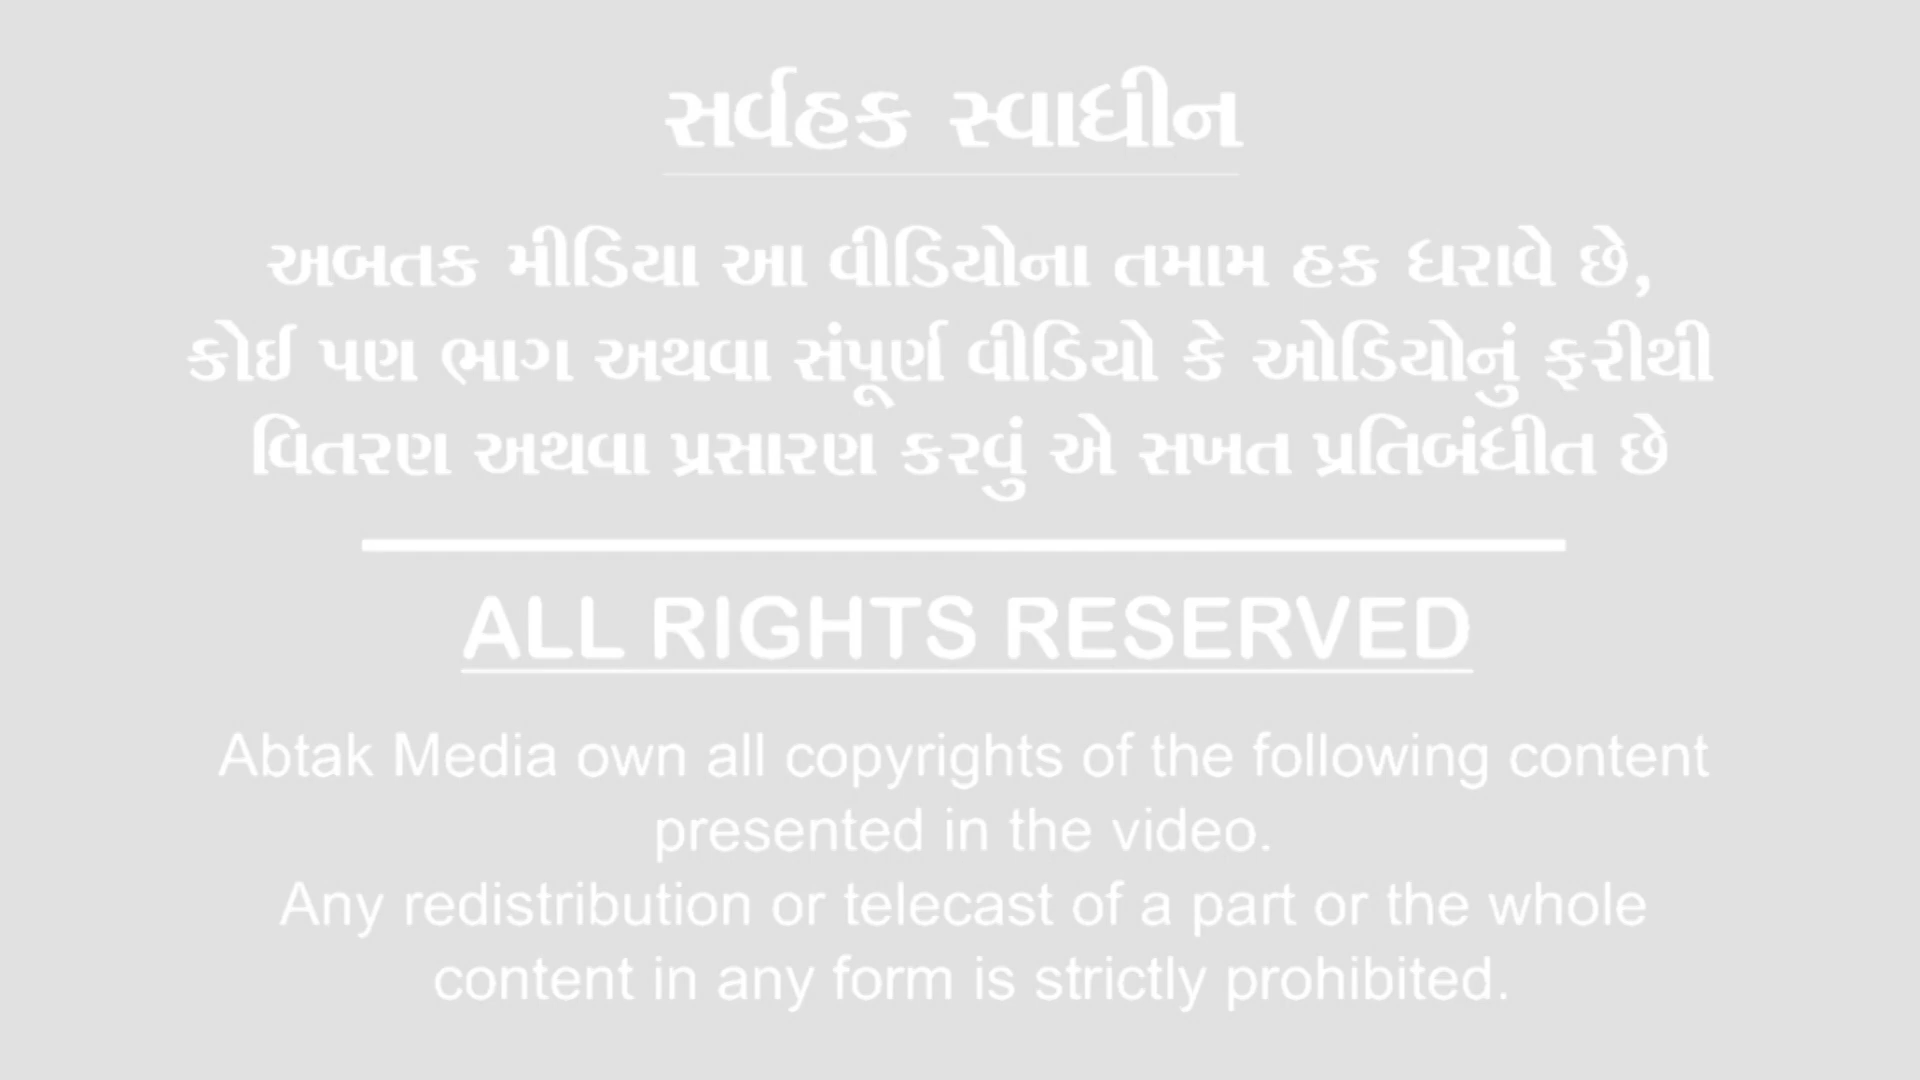 સર્વહક સ્વાધીન
અબતક મીડિયા આ વીડિયોના તમામ હક ધરાવે છે,
કોઈ પણ ભાગ અથવા સંપૂર્ણ વીડિયો કે ઓડિયોનું ફરીથી
વિતરણ અથવા પ્રસારણ કરવું એ સખત પ્રતિબંધીત છે
ALL RIGHTS RESERVED
Abtak Media own all copyrights of the following content
presented in the video.
Any redistribution or telecast of a part or the whole
content in any form is strictly prohibited.